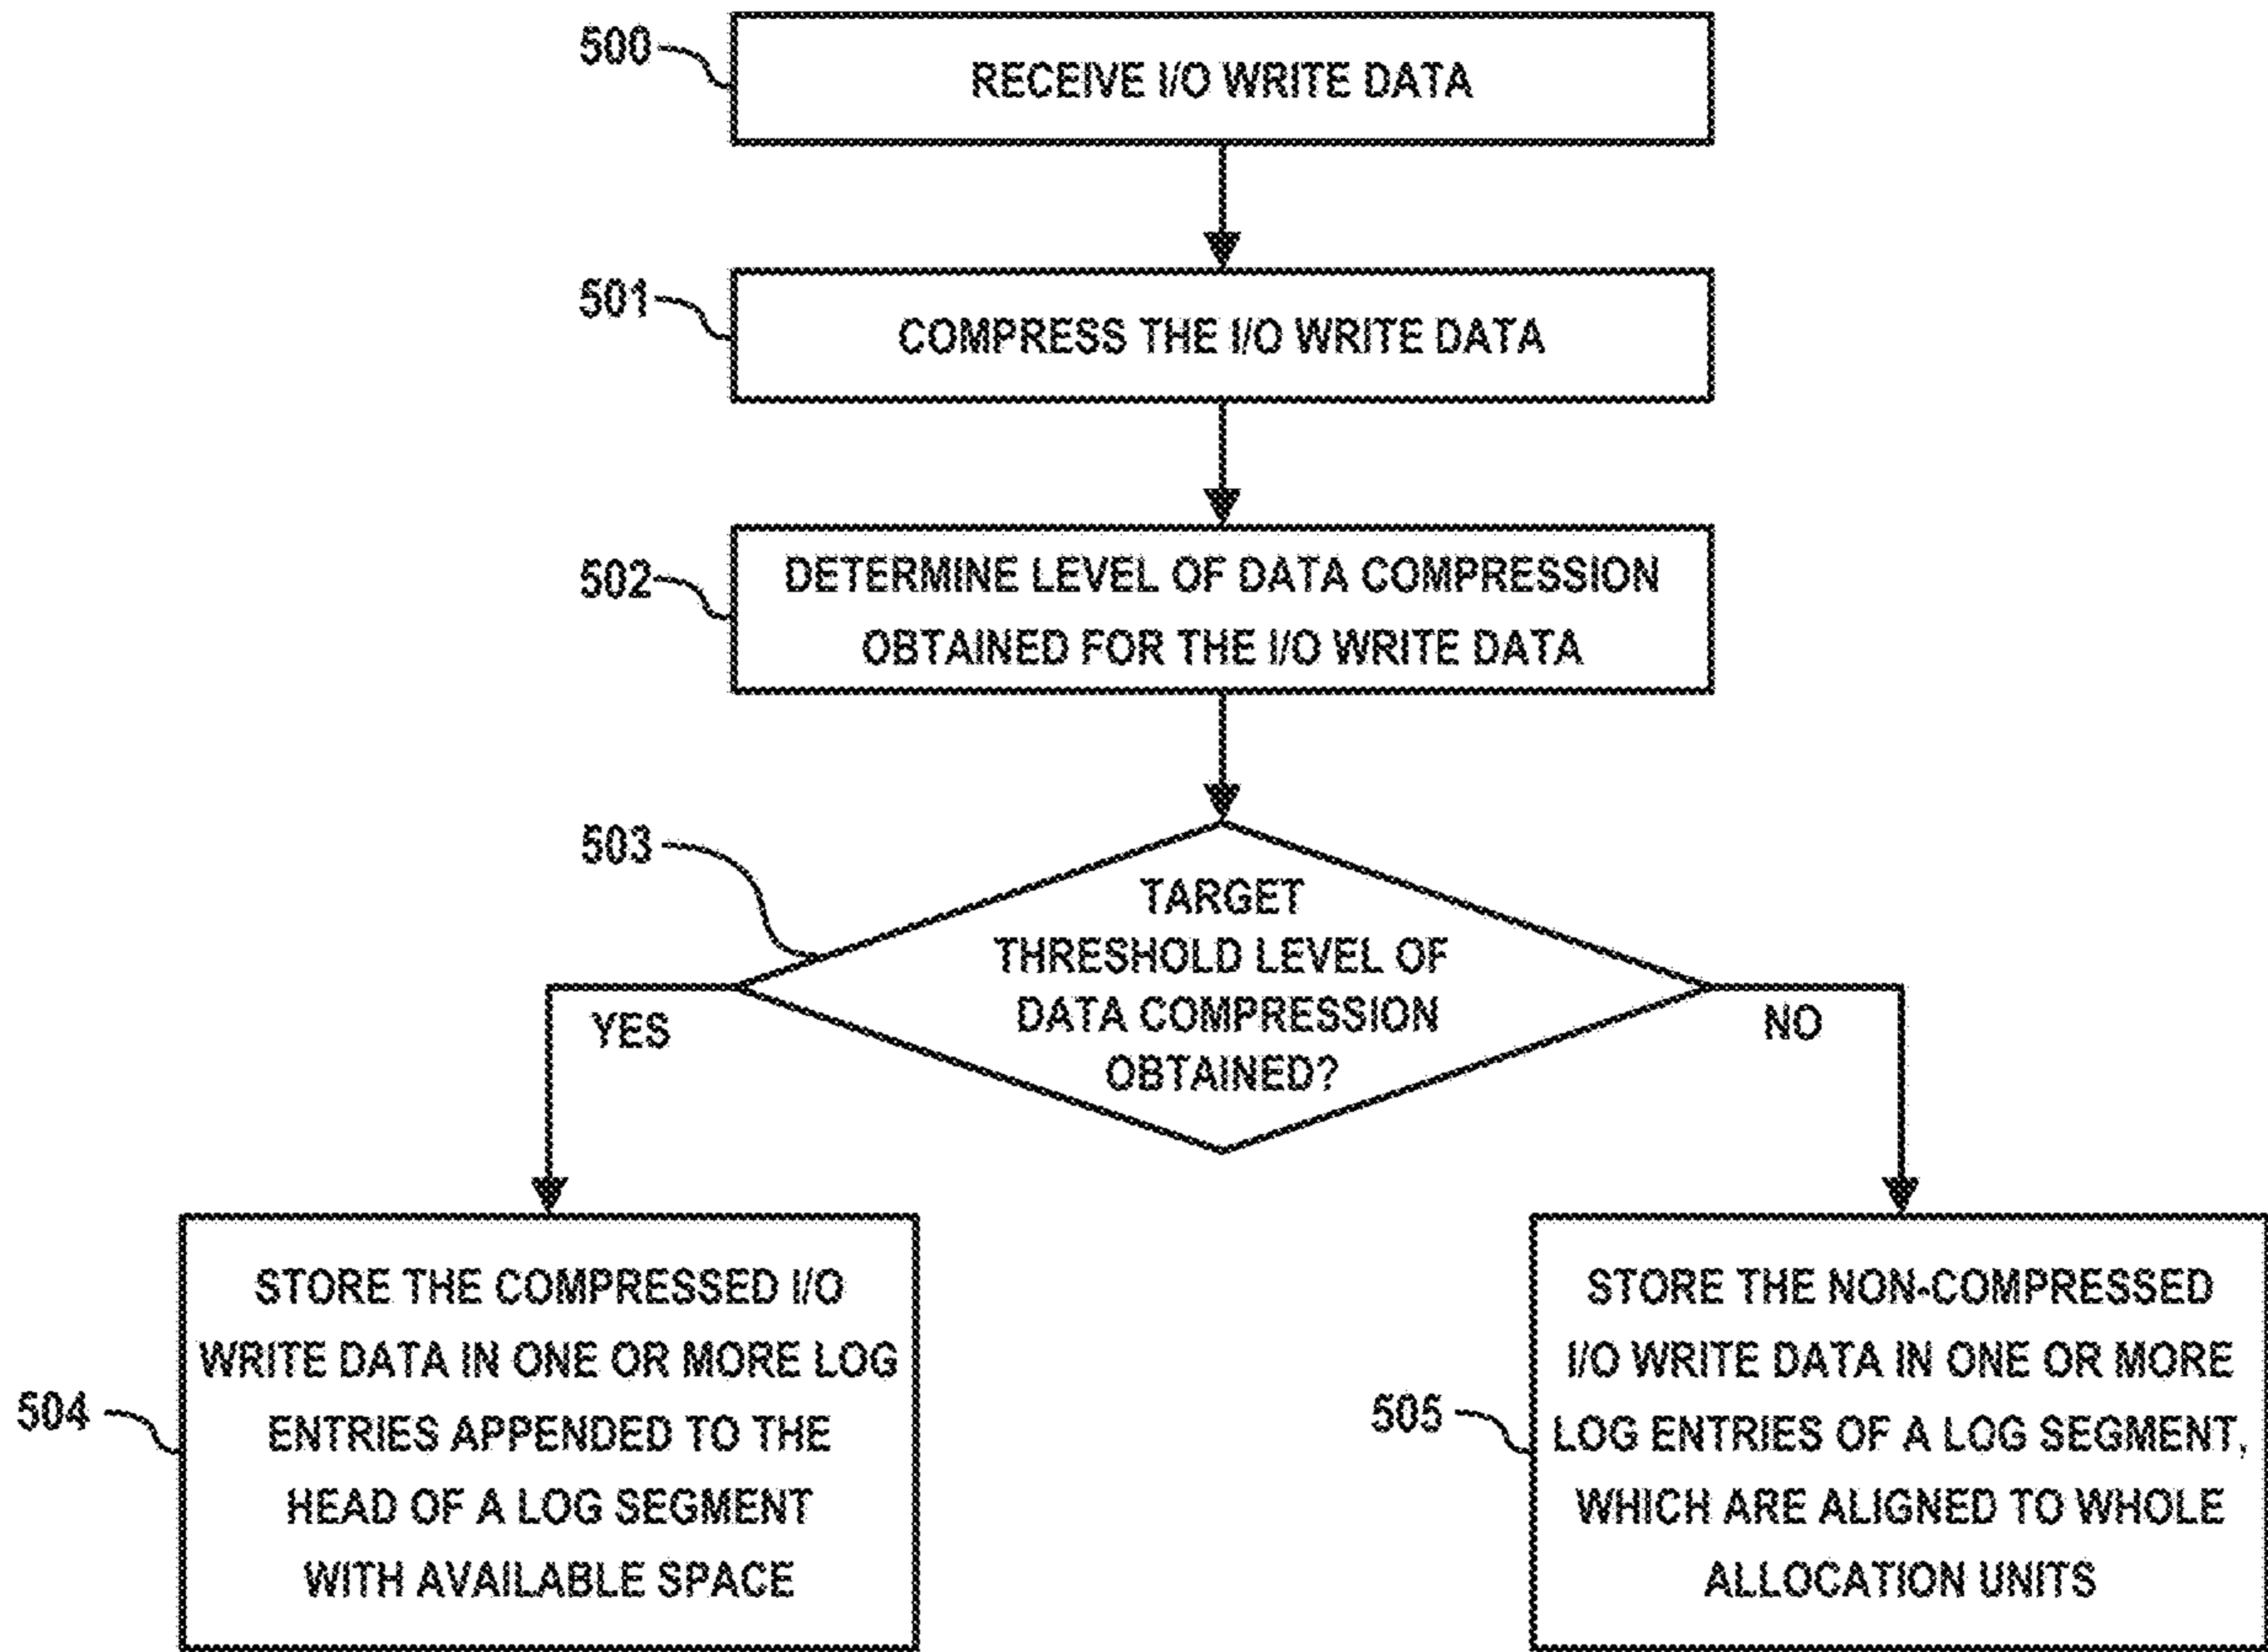 500
RECEIVE I/O WRITE DATA
501
COMPRESS THE I/O WRITE DATA
502
DETERMINE LEVEL OF DATA COMPRESSION
OBTAINED FOR THE I/O WRITE DATA
503
TARGET
THRESHOLD LEVEL OF
DATA COMPRESSION
OBTAINED?
YES
NO
504
STORE THE COMPRESSED I/O
WRITE DATA IN ONE OR MORE LOG
ENTRIES APPENDED TO THE
HEAD OF A LOG SEGMENT
WITH AVAILABLE SPACE
505
STORE THE NON-COMPRESSED
I/O WRITE DATA IN ONE OR MORE
LOG ENTRIES OF A LOG SEGMENT,
WHICH ARE ALIGNED TO WHOLE
ALLOCATION UNITS